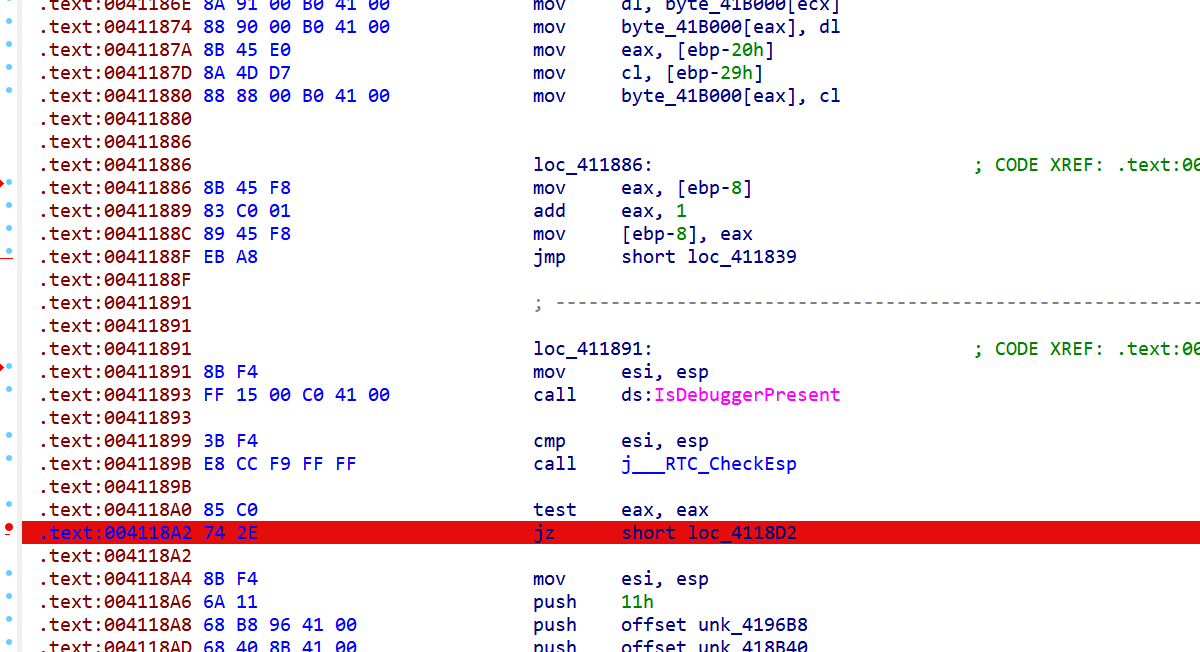 .text:0041186E 8A 91 00 B0 41 00 mov dl, byte_41B000[ecx]
.text:00411874 88 90 00 B0 41 00 mov byte_41B000[eax], dl
.text:0041187A 8B 45 E0 mov eax, [ebp-20h]
.text:0041187D 8A 4D D7 mov cl, [ebp-29h]
.text:00411880 88 88 00 B0 41 00 mov byte_41B000[eax], cl
.text:00411880
.text:00411886
.text:00411886 loc_411886: ; CODE XREF: .text:00
.text:00411886 8B 45 F8 mov eax, [ebp-8]
.text:00411889 83 C0 01 add eax, 1
.text:0041188C 89 45 F8 mov [ebp-8], eax
.text:0041188F EB A8 jmp short loc_411839
.text:0041188F
.text:00411891 ; -----------------------------------------------------------
.text:00411891
.text:00411891 loc_411891: ; CODE XREF: .text:00
.text:00411891 8B F4 mov esi, esp
.text:00411893 FF 15 00 C0 41 00 call ds:IsDebuggerPresent
.text:00411893
.text:00411899 3B F4 cmp esi, esp
.text:0041189B E8 CC F9 FF FF call j___RTC_CheckEsp
.text:0041189B
.text:004118A0 85 C0 test eax, eax
.text:004118A2 74 2E jz short loc_4118D2
.text:004118A2
.text:004118A4 8B F4 mov esi, esp
.text:004118A6 6A 11 push 11h
.text:004118A8 68 B8 96 41 00 push offset unk_4196B8
.text:004118AD 68 40 8B 41 00 push offset unk_418B40